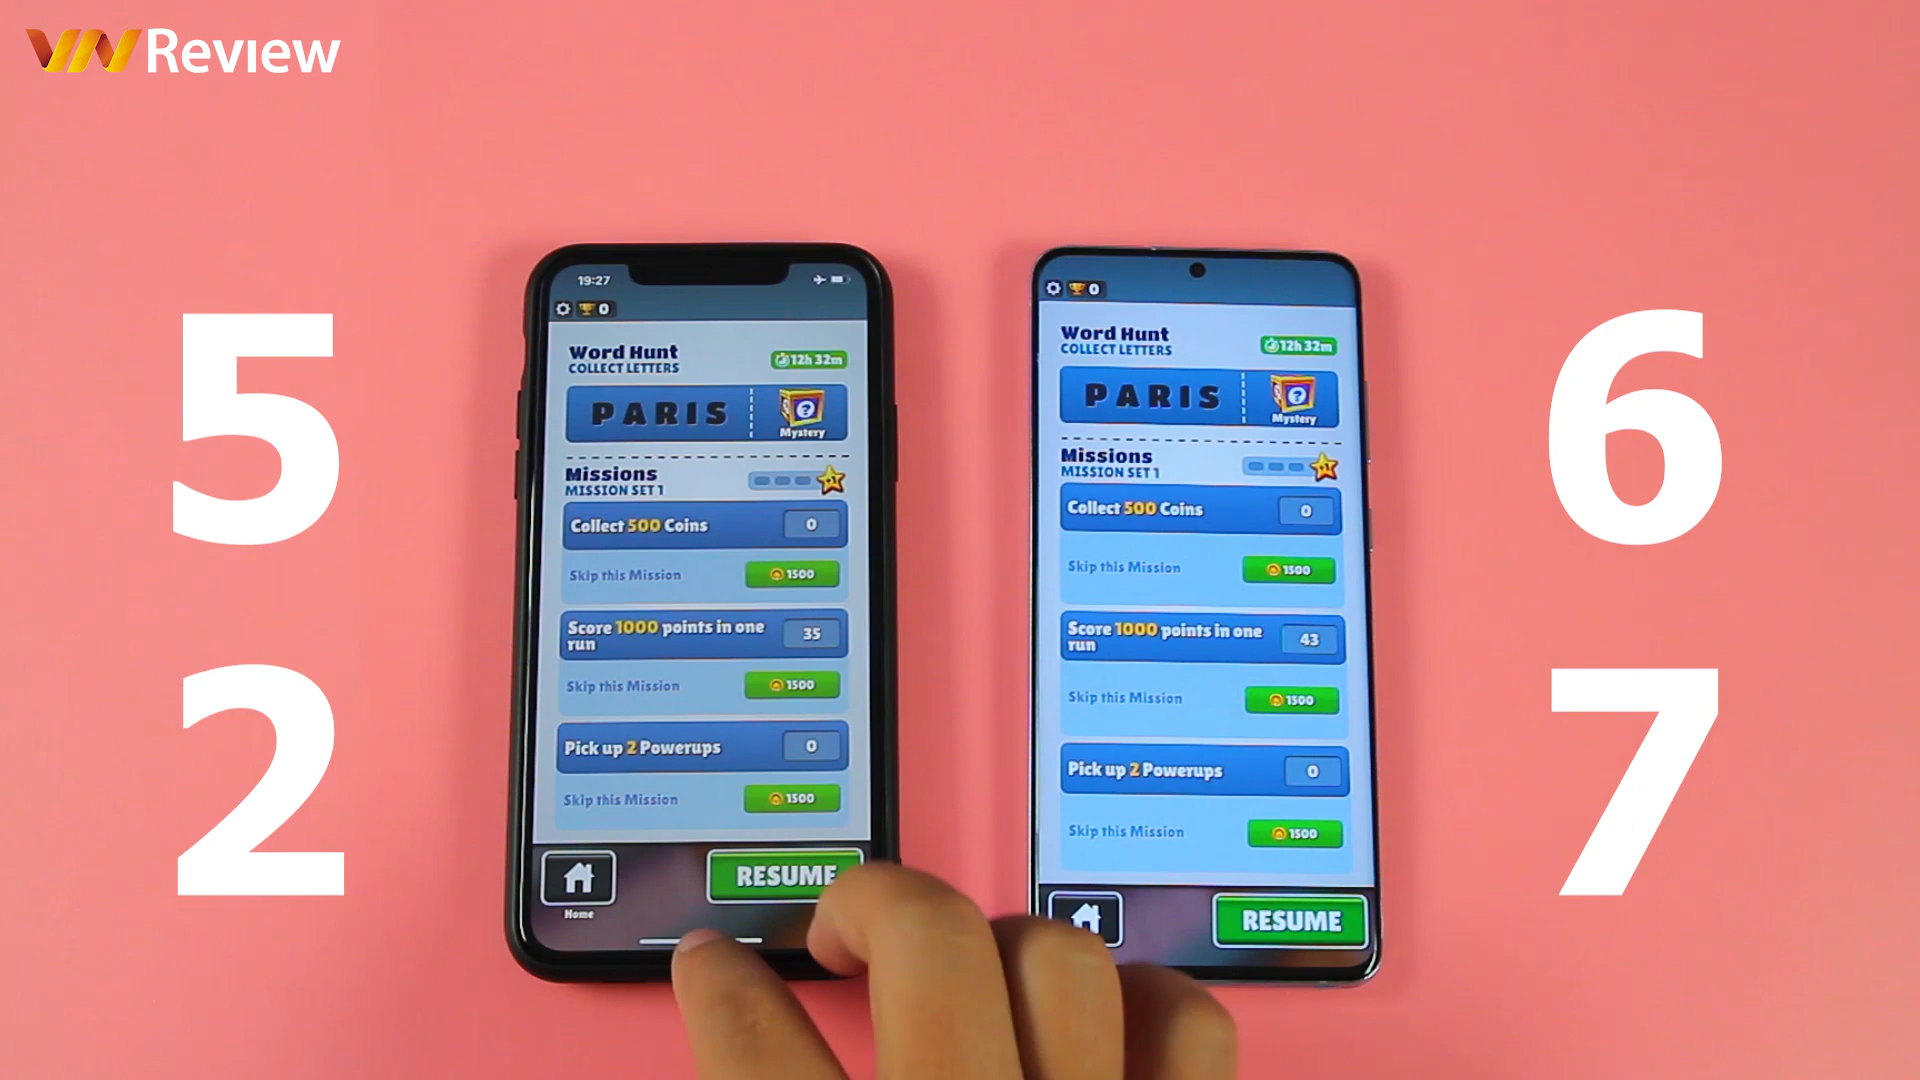 VN Review
5
2
6
7
19:27
0
Word Hunt
COLLECT LETTERS
12h 32m
PARIS
Mystery
Missions
MISSION SET 1
+1
Collect 500 Coins
0
Skip this Mission
1500
Score 1000 points in one
run
35
Skip this Mission
1500
Pick up 2 Powerups
0
Skip this Mission
1500
RESUME
Home
0
Word Hunt
COLLECT LETTERS
12h 32m
PARIS
Mystery
Missions
MISSION SET 1
+1
Collect 500 Coins
0
Skip this Mission
1500
Score 1000 points in one
run
43
Skip this Mission
1500
Pick up 2 Powerups
0
Skip this Mission
1500
RESUME